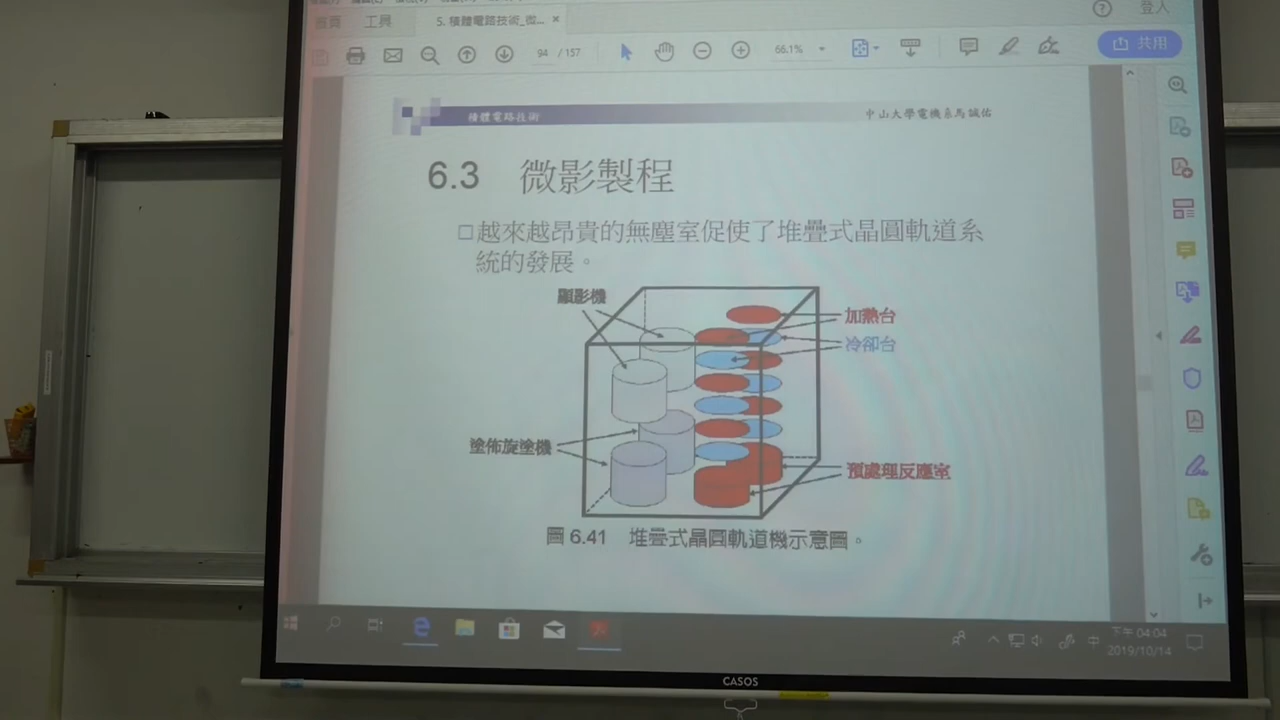 首頁 工具 5. 積體電路技術_微... × 登入
94 / 157 66.1% 共用
積體電路技術 中山大學電機系馬誠佑
6.3 微影製程
□越來越昂貴的無塵室促使了堆疊式晶圓軌道系
統的發展。
顯影機
加熱台
冷卻台
塗佈旋塗機
預處理反應室
圖 6.41 堆疊式晶圓軌道機示意圖。
中 下午 04:04
2019/10/14
CASOS